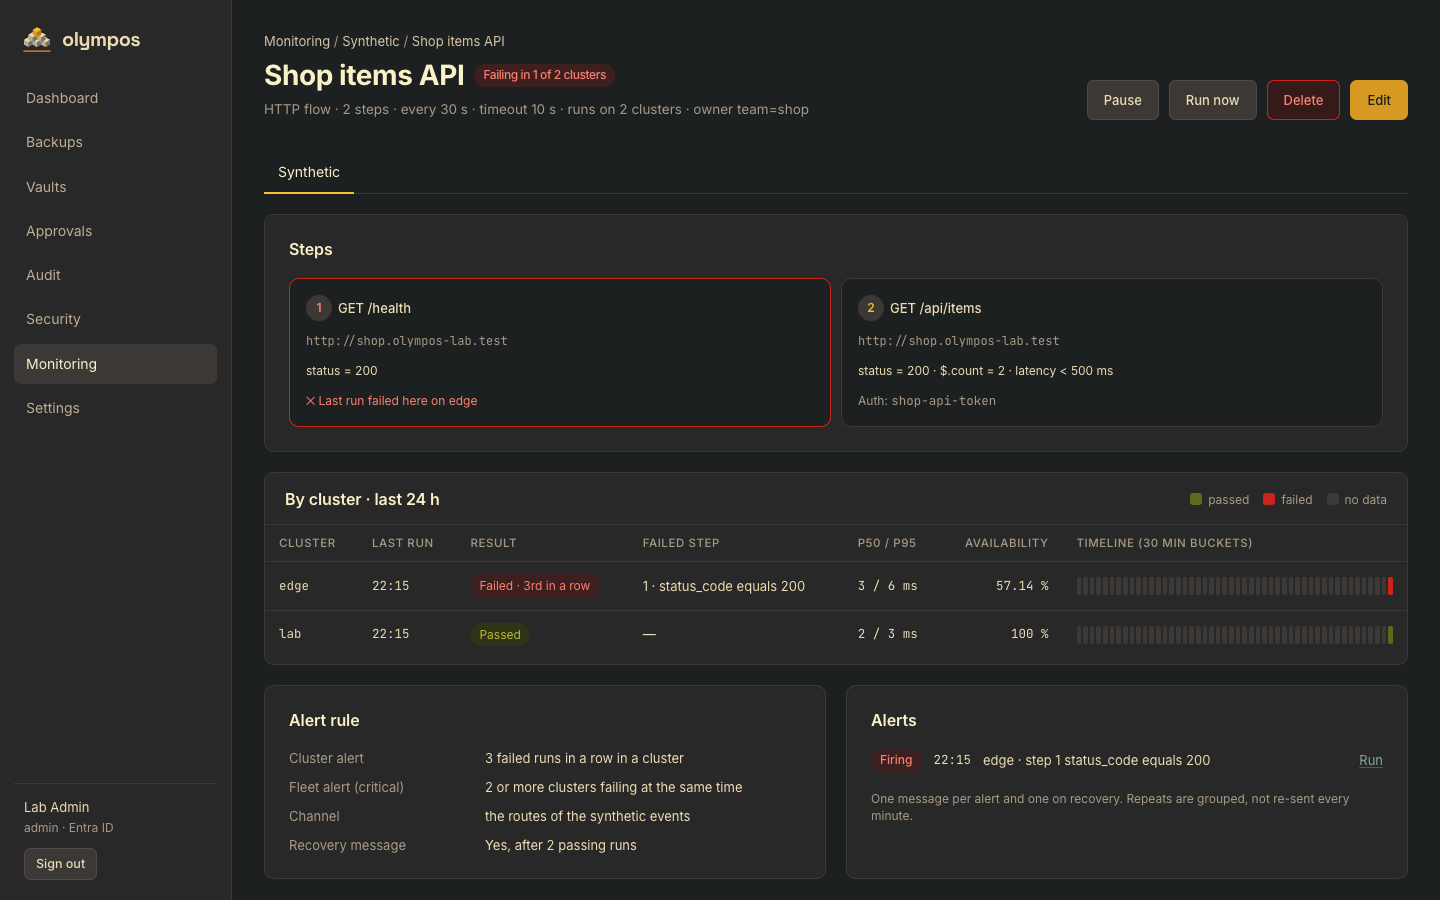 olympos
Dashboard
Backups
Vaults
Approvals
Audit
Security
Monitoring
Settings
Lab Admin
admin · Entra ID
Sign out
Monitoring / Synthetic / Shop items API
Shop items API
Failing in 1 of 2 clusters
HTTP flow · 2 steps · every 30 s · timeout 10 s · runs on 2 clusters · owner team=shop
Pause
Run now
Delete
Edit
Synthetic
Steps
1 GET /health
http://shop.olympos-lab.test
status = 200
✕ Last run failed here on edge
2 GET /api/items
http://shop.olympos-lab.test
status = 200 · $.count = 2 · latency < 500 ms
Auth: shop-api-token
By cluster · last 24 h
passed failed no data
CLUSTER LAST RUN RESULT FAILED STEP P50 / P95 AVAILABILITY TIMELINE (30 MIN BUCKETS)
edge 22:15 Failed · 3rd in a row 1 · status_code equals 200 3 / 6 ms 57.14 %
lab 22:15 Passed — 2 / 3 ms 100 %
Alert rule
Cluster alert 3 failed runs in a row in a cluster
Fleet alert (critical) 2 or more clusters failing at the same time
Channel the routes of the synthetic events
Recovery message Yes, after 2 passing runs
Alerts
Firing 22:15 edge · step 1 status_code equals 200 Run
One message per alert and one on recovery. Repeats are grouped, not re-sent every
minute.